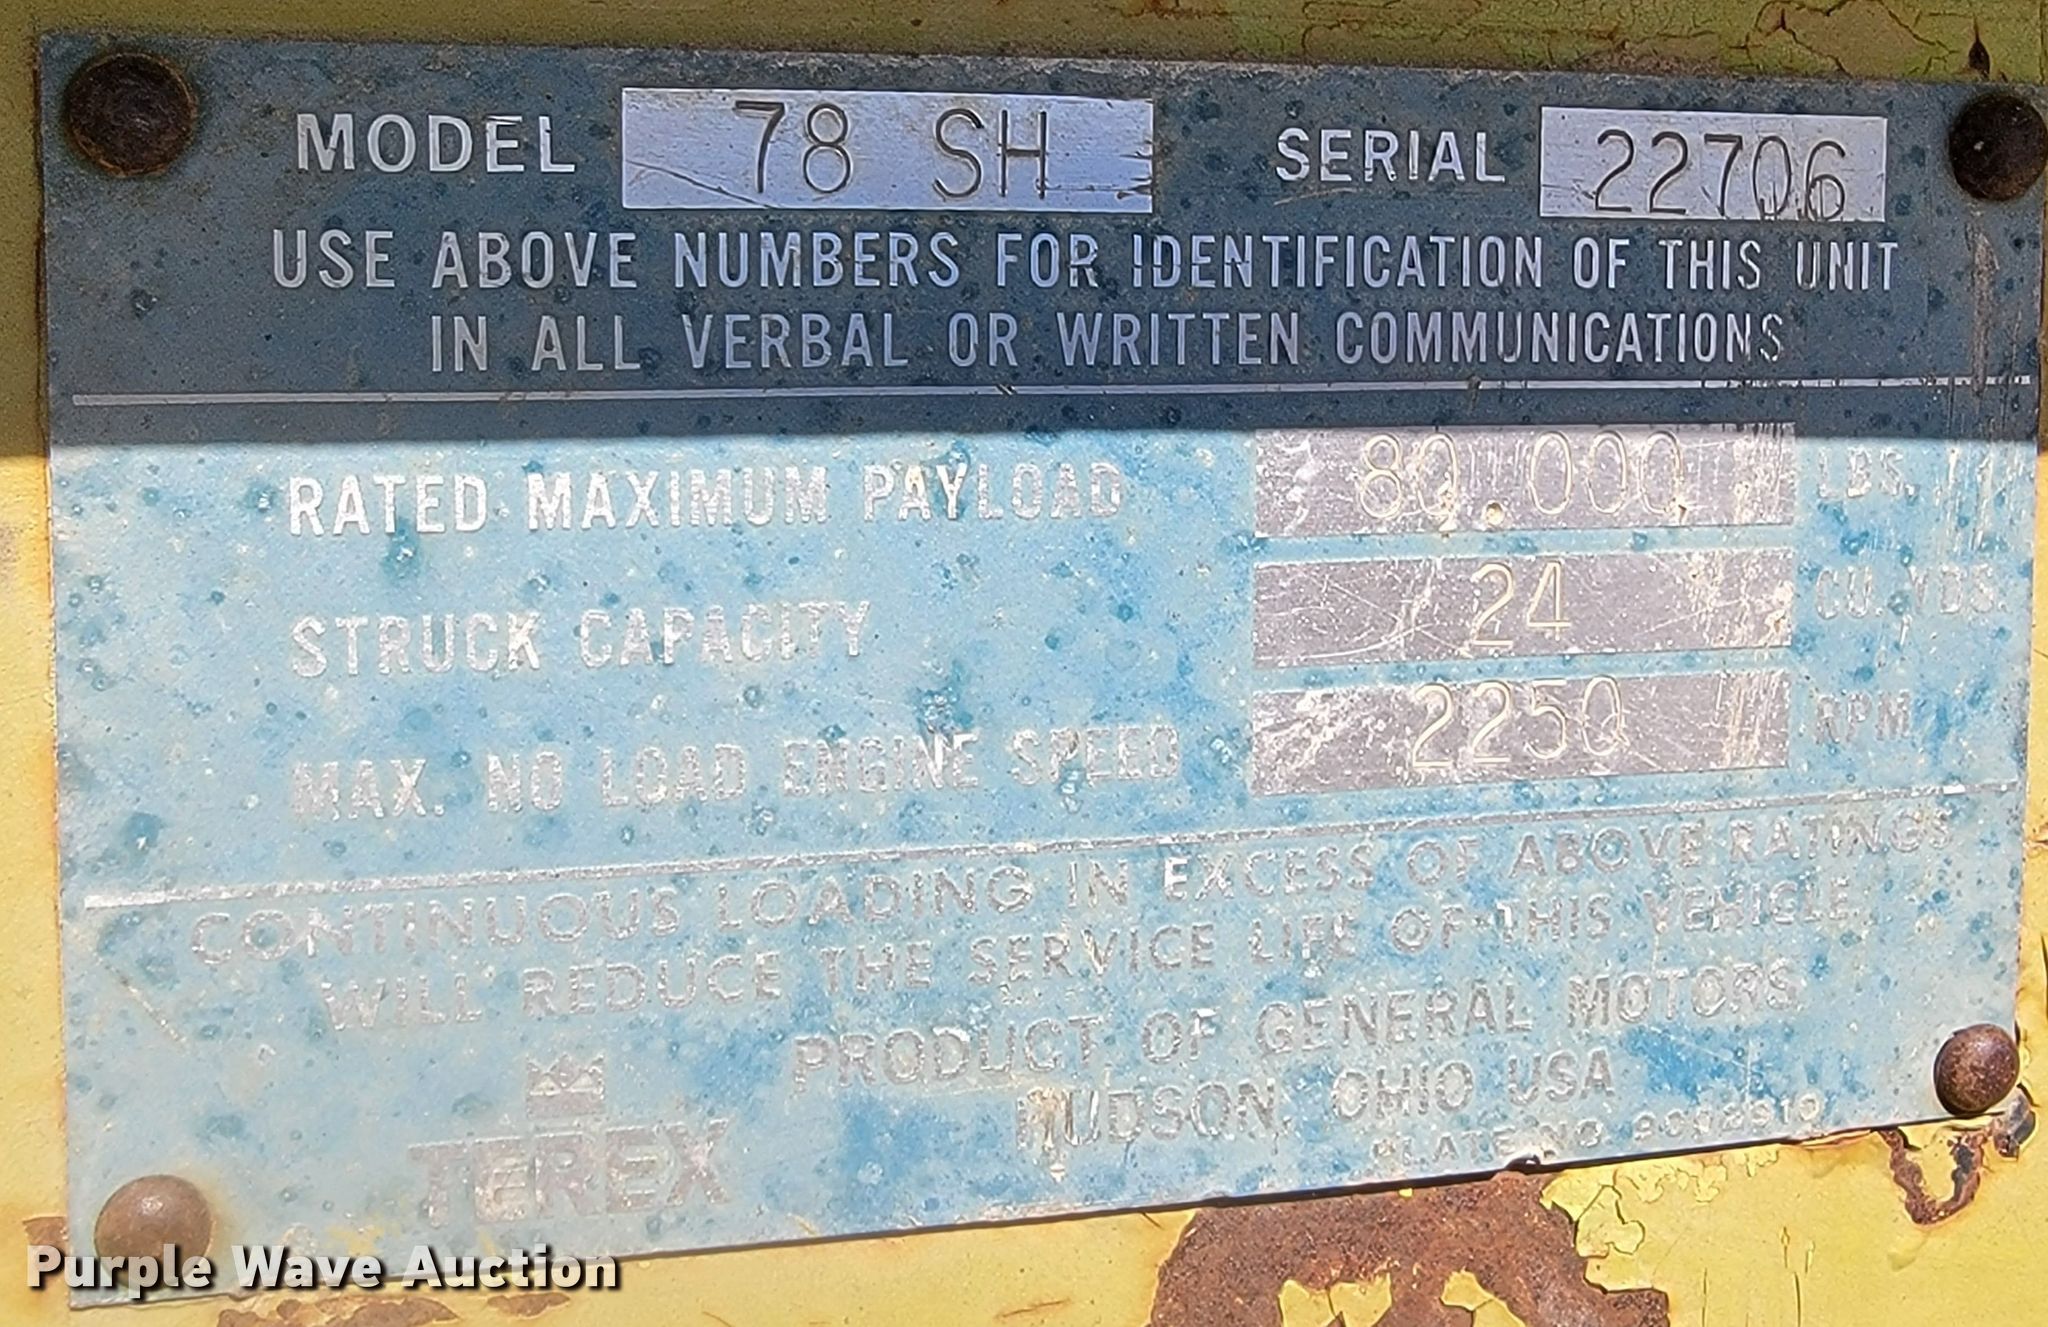 MODEL 78 SH SERIAL 22706
USE ABOVE NUMBERS FOR IDENTIFICATION OF THIS UNIT
IN ALL VERBAL OR WRITTEN COMMUNICATIONS
RATED MAXIMUM PAYLOAD 80,000 LBS.
STRUCK CAPACITY 24 CU. YDS.
MAX. NO LOAD ENGINE SPEED 2250 RPM
CONTINUOUS LOADING IN EXCESS OF ABOVE RATINGS
WILL REDUCE THE SERVICE LIFE OF THIS VEHICLE.
PRODUCT OF GENERAL MOTORS
HUDSON, OHIO USA
PLATE NO.
TEREX
Purple Wave Auction